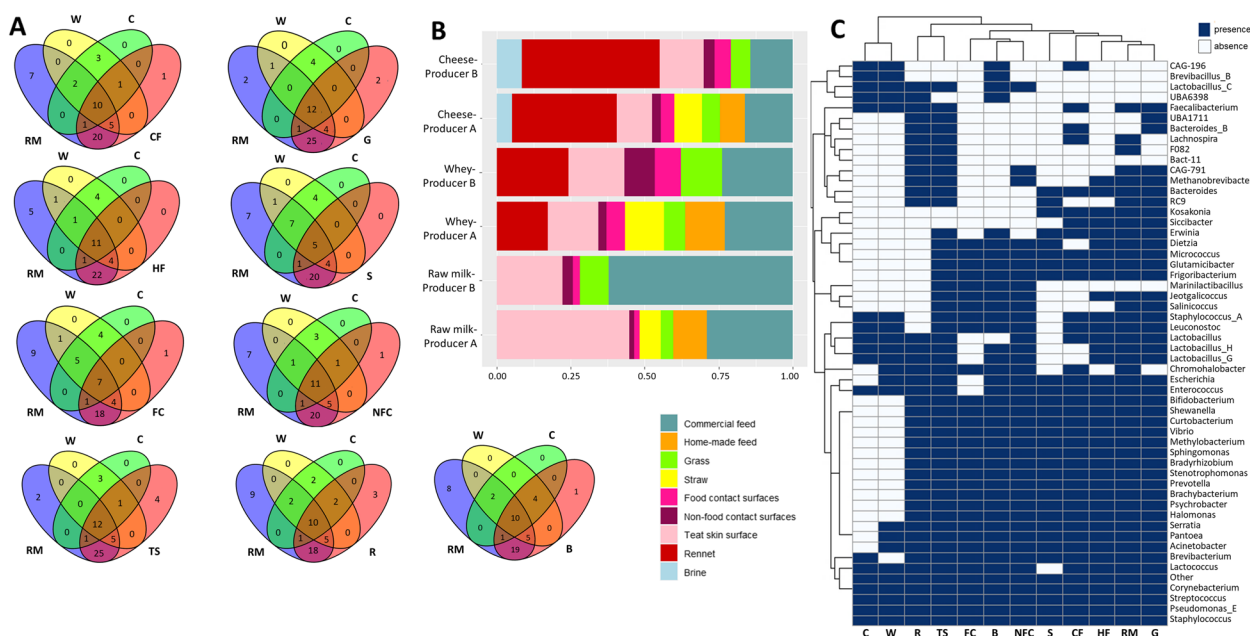 A
W C
0 0
7 0 3 0 1
2 1
10
0 0
1 5
20
RM CF
W C
0 0
2 1 4 0 2
0 0
12
0 0
1 4
25
RM G
W C
0 0
5 1 4 0 0
1 0
11
0 0
1 4
22
RM HF
W C
0 0
7 1 4 0 0
7 0
5
0 0
1 4
20
RM S
W C
0 0
9 1 4 0 1
5 0
7
0 0
1 4
18
RM FC
W C
0 0
7 0 3 0 1
1 1
11
0 0
1 5
20
RM NFC
W C
0 0
2 0 3 0 4
0 1
12
0 0
1 5
25
RM TS
W C
0 0
9 0 2 0 3
2 2
10
0 0
1 5
18
RM R
W C
0 0
8 0 0 0 1
2 4
10
0 0
1 5
19
RM B
B
Cheese-
Producer B
Cheese-
Producer A
Whey-
Producer B
Whey-
Producer A
Raw milk-
Producer B
Raw milk-
Producer A
0.00 0.25 0.50 0.75 1.00
Commercial feed
Home-made feed
Grass
Straw
Food contact surfaces
Non-food contact surfaces
Teat skin surface
Rennet
Brine
C
presence
absence
CAG-196
Brevibacillus_B
Lactobacillus_C
UBA6398
Faecalibacterium
UBA1711
Bacteroides_B
Lachnospira
F082
Bact-11
CAG-791
Methanobrevibacte
Bacteroides
RC9
Kosakonia
Siccibacter
Erwinia
Dietzia
Micrococcus
Glutamicibacter
Frigoribacterium
Marinilactibacillus
Jeotgalicoccus
Salinicoccus
Staphylococcus_A
Leuconostoc
Lactobacillus
Lactobacillus_H
Lactobacillus_G
Chromohalobacter
Escherichia
Enterococcus
Bifidobacterium
Shewanella
Curtobacterium
Vibrio
Methylobacterium
Sphingomonas
Bradyrhizobium
Stenotrophomonas
Prevotella
Brachybacterium
Psychrobacter
Halomonas
Serratia
Pantoea
Acinetobacter
Brevibacterium
Lactococcus
Other
Corynebacterium
Streptococcus
Pseudomonas_E
Staphylococcus
C W R TS FC B NFC S CF HF RM G